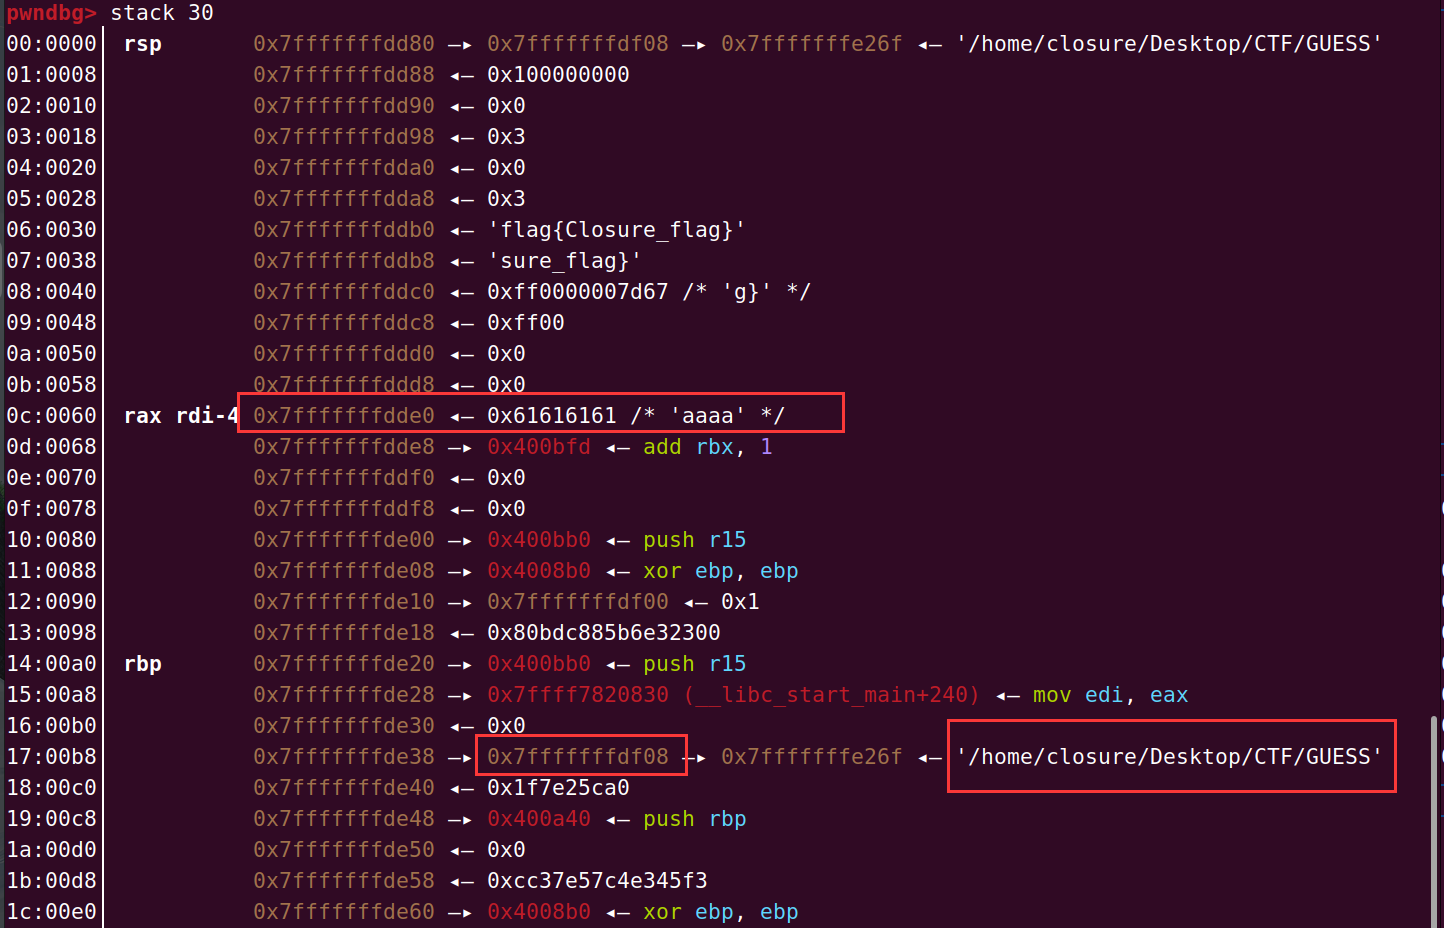 pwndbg> stack 30
00:0000│ rsp 0x7fffffffdd80 —▸ 0x7fffffffdf08 —▸ 0x7fffffffe26f ◂— '/home/closure/Desktop/CTF/GUESS'
01:0008│ 0x7fffffffdd88 ◂— 0x100000000
02:0010│ 0x7fffffffdd90 ◂— 0x0
03:0018│ 0x7fffffffdd98 ◂— 0x3
04:0020│ 0x7fffffffdda0 ◂— 0x0
05:0028│ 0x7fffffffdda8 ◂— 0x3
06:0030│ 0x7fffffffddb0 ◂— 'flag{Closure_flag}'
07:0038│ 0x7fffffffddb8 ◂— 'sure_flag}'
08:0040│ 0x7fffffffddc0 ◂— 0xff0000007d67 /* 'g}' */
09:0048│ 0x7fffffffddc8 ◂— 0xff00
0a:0050│ 0x7fffffffddd0 ◂— 0x0
0b:0058│ 0x7fffffffddd8 ◂— 0x0
0c:0060│ rax rdi-4 0x7fffffffdde0 ◂— 0x61616161 /* 'aaaa' */
0d:0068│ 0x7fffffffdde8 —▸ 0x400bfd ◂— add rbx, 1
0e:0070│ 0x7fffffffddf0 ◂— 0x0
0f:0078│ 0x7fffffffddf8 ◂— 0x0
10:0080│ 0x7fffffffde00 —▸ 0x400bb0 ◂— push r15
11:0088│ 0x7fffffffde08 —▸ 0x4008b0 ◂— xor ebp, ebp
12:0090│ 0x7fffffffde10 —▸ 0x7fffffffdf00 ◂— 0x1
13:0098│ 0x7fffffffde18 ◂— 0x80bdc885b6e32300
14:00a0│ rbp 0x7fffffffde20 —▸ 0x400bb0 ◂— push r15
15:00a8│ 0x7fffffffde28 —▸ 0x7ffff7820830 (__libc_start_main+240) ◂— mov edi, eax
16:00b0│ 0x7fffffffde30 ◂— 0x0
17:00b8│ 0x7fffffffde38 —▸ 0x7fffffffdf08 —▸ 0x7fffffffe26f ◂— '/home/closure/Desktop/CTF/GUESS'
18:00c0│ 0x7fffffffde40 ◂— 0x1f7e25ca0
19:00c8│ 0x7fffffffde48 —▸ 0x400a40 ◂— push rbp
1a:00d0│ 0x7fffffffde50 ◂— 0x0
1b:00d8│ 0x7fffffffde58 ◂— 0xcc37e57c4e345f3
1c:00e0│ 0x7fffffffde60 —▸ 0x4008b0 ◂— xor ebp, ebp